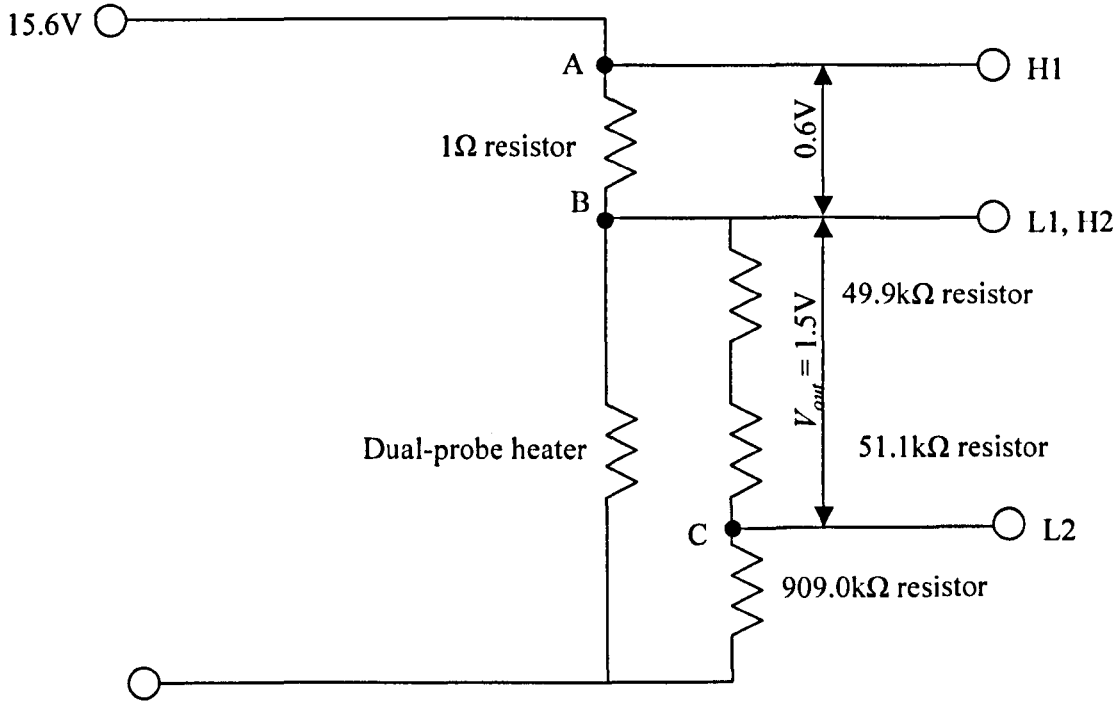 15.6V
A
H1
0.6V
1Ω resistor
B
L1, H2
49.9kΩ resistor
V_out = 1.5V
Dual-probe heater
51.1kΩ resistor
C
L2
909.0kΩ resistor